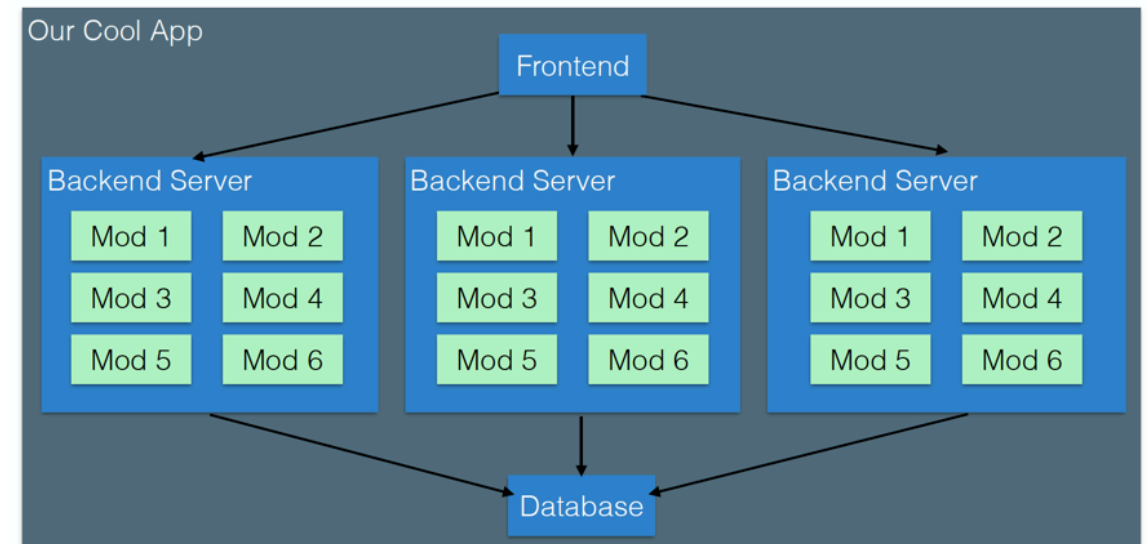 Our Cool App
Frontend
Backend Server
Mod 1 Mod 2
Mod 3 Mod 4
Mod 5 Mod 6
Backend Server
Mod 1 Mod 2
Mod 3 Mod 4
Mod 5 Mod 6
Backend Server
Mod 1 Mod 2
Mod 3 Mod 4
Mod 5 Mod 6
Database